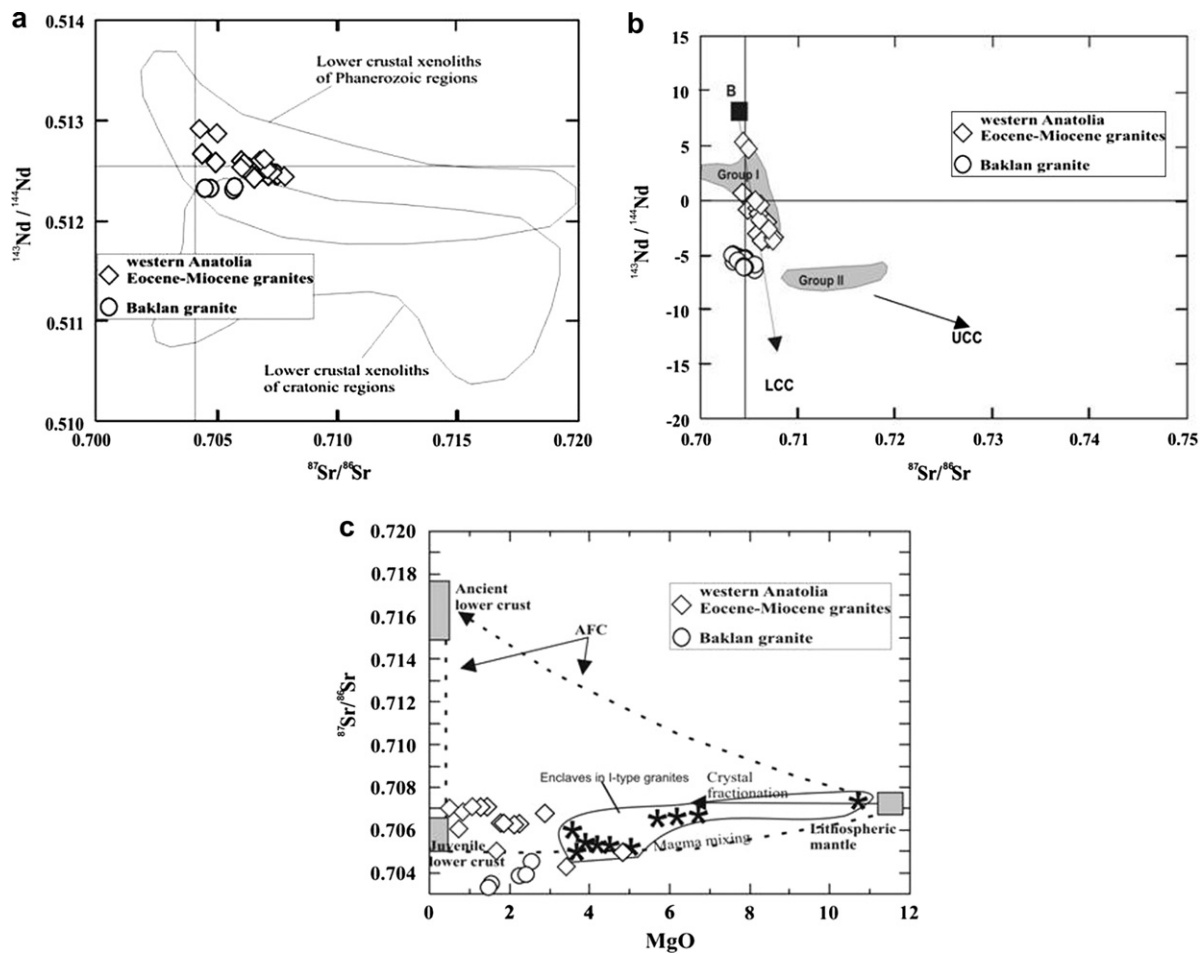 a
0.514
0.513
0.512
0.511
0.510
¹⁴³Nd / ¹⁴⁴Nd
Lower crustal xenoliths
of Phanerozoic regions
western Anatolia
Eocene-Miocene granites
Baklan granite
Lower crustal xenoliths
of cratonic regions
0.700
0.705
0.710
0.715
0.720
⁸⁷Sr/⁸⁶Sr
b
15
10
5
0
-5
-10
-15
-20
¹⁴³Nd / ¹⁴⁴Nd
B
western Anatolia
Eocene-Miocene granites
Baklan granite
Group I
Group II
UCC
LCC
0.70
0.71
0.72
0.73
0.74
0.75
⁸⁷Sr/⁸⁶Sr
c
0.720
0.718
0.716
0.714
0.712
0.710
0.708
0.706
0.704
⁸⁷Sr/⁸⁶Sr
Ancient
lower crust
AFC
western Anatolia
Eocene-Miocene granites
Baklan granite
Enclaves in I-type granites
Crystal
fractionation
Magma mixing
Lithospheric
mantle
Juvenile
lower crust
0
2
4
6
8
10
12
MgO